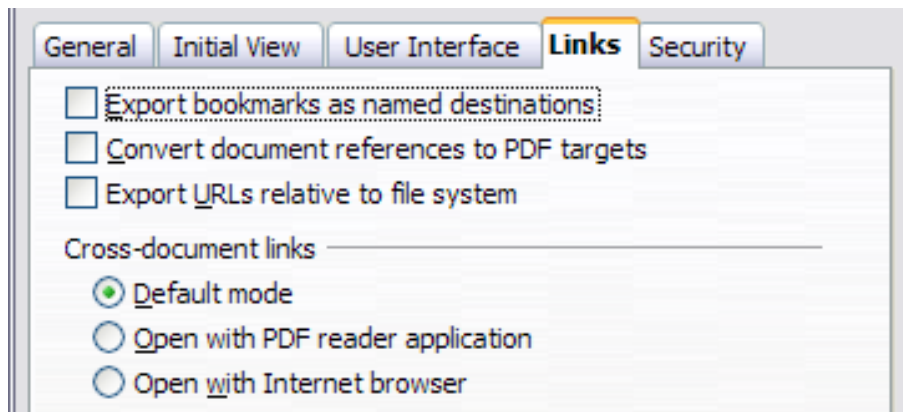 General Initial View User Interface Links Security
Export bookmarks as named destinations
Convert document references to PDF targets
Export URLs relative to file system
Cross-document links
Default mode
Open with PDF reader application
Open with Internet browser